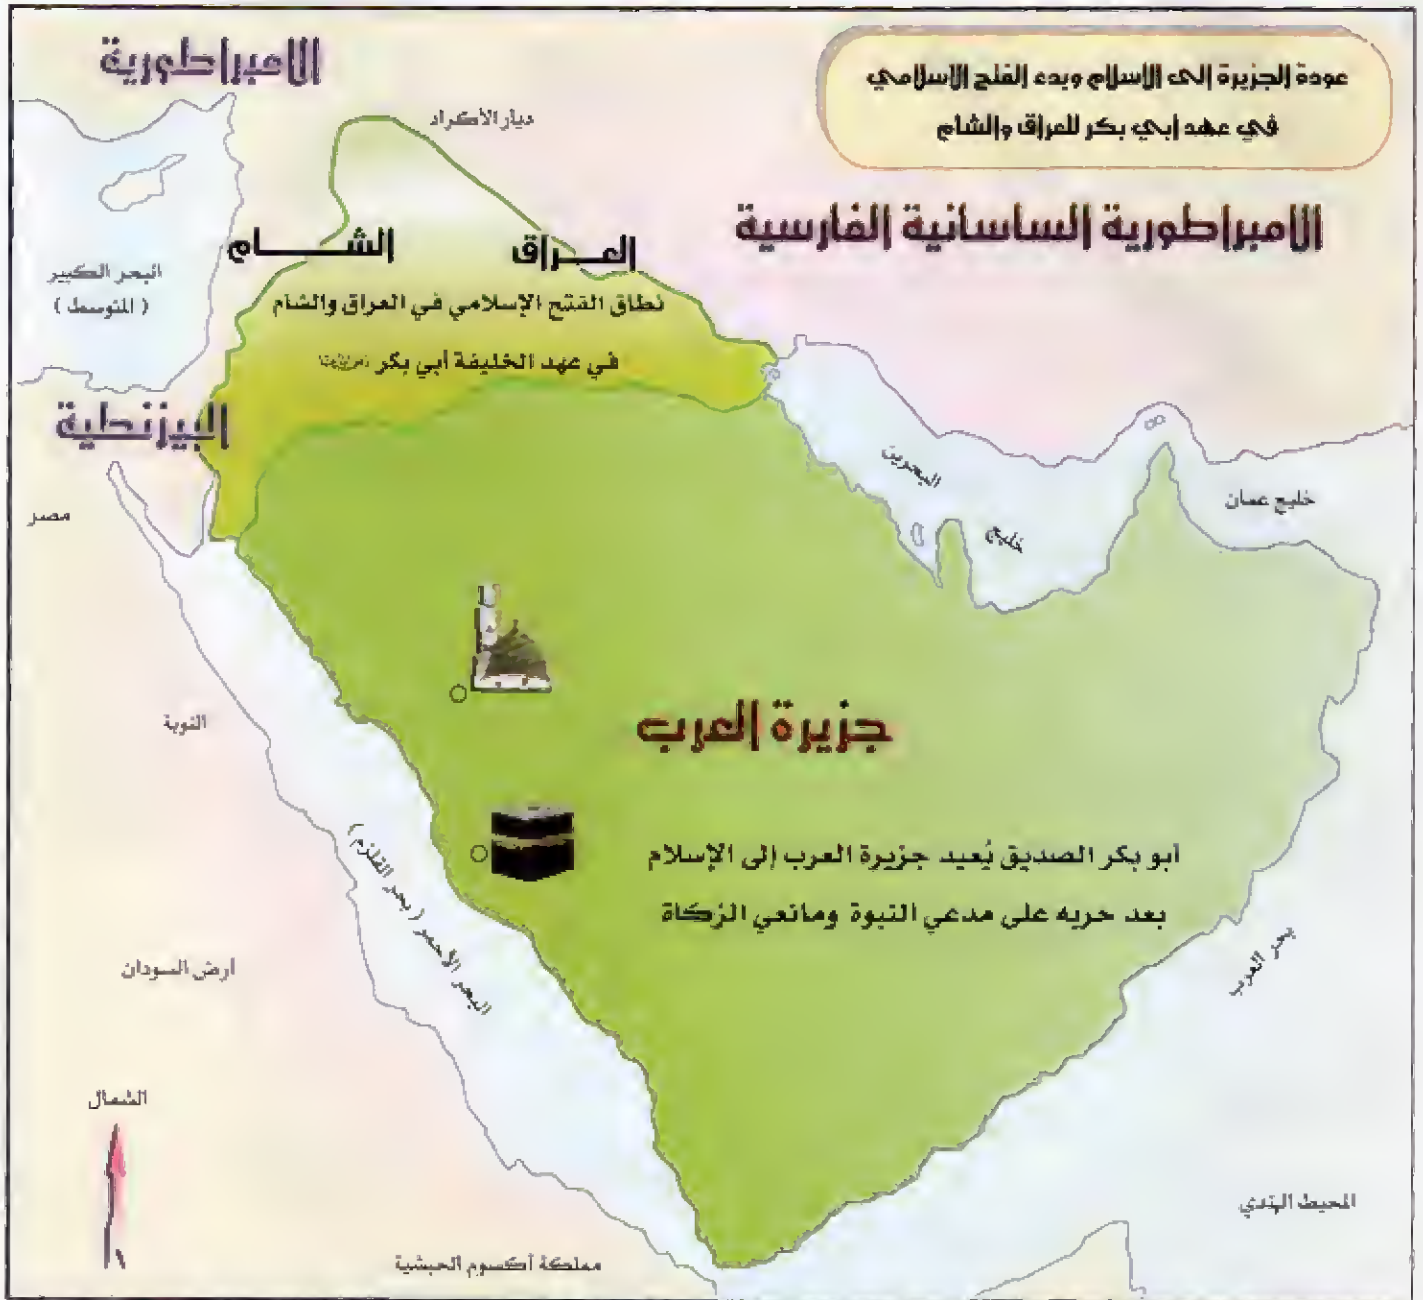 عودة الجزيرة إلى الإسلام وبدء الفتح الإسلامي
في عهد أبي بكر للعراق والشام
الامبراطورية
ديار الأكراد
الامبراطورية الساسانية الفارسية
العـــراق
الشـــــام
البحر الكبير
( المتوسط )
نطاق الفتح الإسلامي في العراق والشام
في عهد الخليفة أبي بكر
البيزنطية
البحرين
خليج
خليج عمان
مصر
النوبة
جزيرة العرب
أبو بكر الصديق يُعيد جزيرة العرب إلى الإسلام
بعد حربه على مدعي النبوة ومانعي الزكاة
البحر الأحمر ( بحر القلزم )
بحر العرب
أرض السودان
الشمال
المحيط الهندي
مملكة أكسوم الحبشية